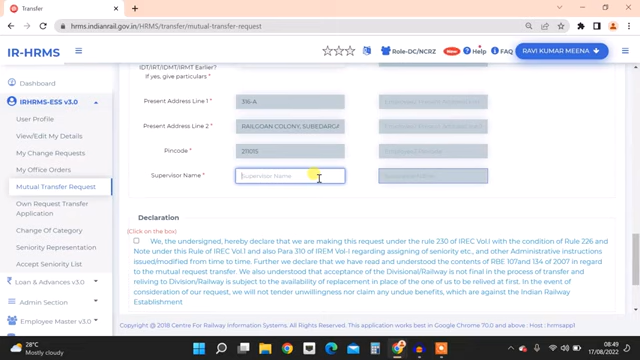 Transfer
hrms.indianrail.gov.in/HRMS/transfer/mutual-transfer-request
IR-HRMS
Role-DC/NCRZ
Help
FAQ
RAVI KUMAR MEENA
Dashboard
IRHRMS-ESS v3.0
User Profile
View/Edit My Details
My Change Requests
My Office Orders
Mutual Transfer Request
Own Request Transfer
Application
Change Of Category
Seniority Representation
Accept Seniority List
Loan & Advances v3.0
Admin Section
Employee Master v3.0
IDT/IRT/IDMT/IRMT Earlier?
If yes, give particulars *
Present Address Line 1 * 316-A
Present Address Line 2 * RAILGOAN COLONY, SUBEDARGA
Pincode * 211015
Supervisor Name * Supervisor Name
Declaration
(Click on the box)
We, the undersigned, hereby declare that we are making this request under the rule 230 of IREC Vol.I with the condition of Rule 226 and
Note under this Rule of IREC Vol-I and also Para 310 of IREM Vol-I regarding assigning of seniority etc., and other Administrative instructions
issued/modified from time to time. Further we declare that we have read and understood the contents of RBE 107and 134 of 2007 in regard
to the mutual request transfer. We also understood that acceptance of the Divisional/Railway is not final in the process of transfer and
reliving to Division/Railway is subject to the availability of replacement in place of the one of us to be relied at first. In the event of
consideration of our request, we will not tender unwillingness nor claim any undue benefits, which are against the Indian Railway
Establishment
Copyright @ 2018 Centre For Railway Information Systems, All Rights Reserved. This application works best in Google Chrome 70.0 and above : Host : Firmsapp1
28°C
Mostly cloudy
ENG
IN
08:49
17/08/2022